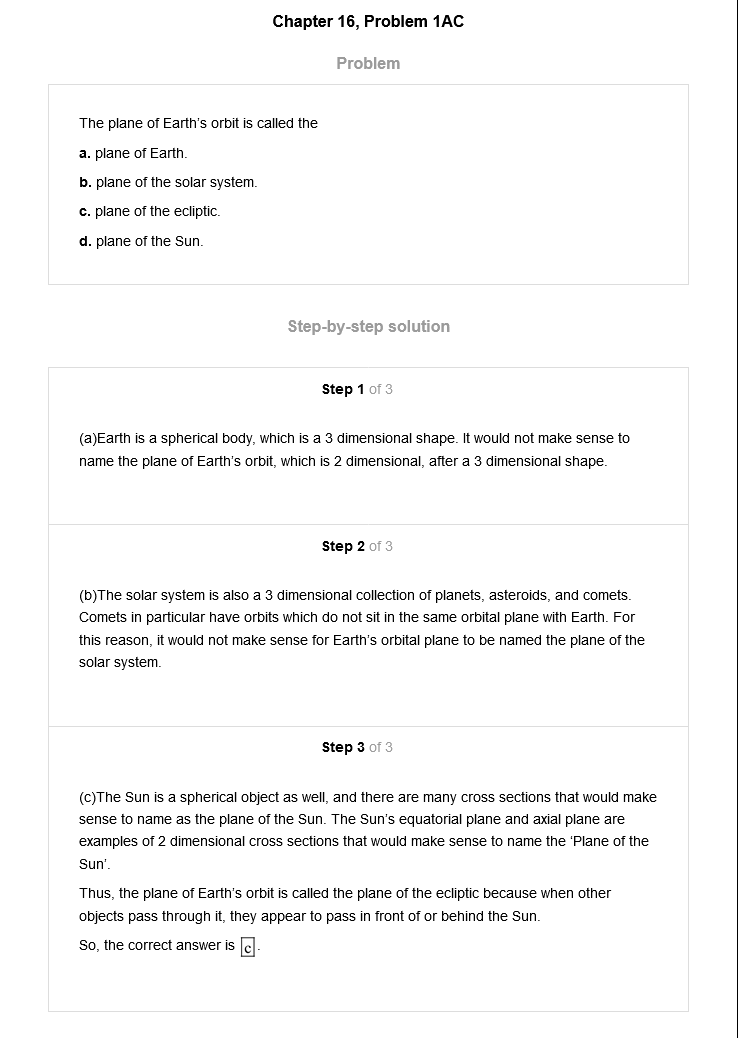 Chapter 16, Problem 1AC
Problem
The plane of Earth’s orbit is called the
a. plane of Earth.
b. plane of the solar system.
c. plane of the ecliptic.
d. plane of the Sun.
Step-by-step solution
Step 1 of 3
(a)Earth is a spherical body, which is a 3 dimensional shape. It would not make sense to
name the plane of Earth’s orbit, which is 2 dimensional, after a 3 dimensional shape.
Step 2 of 3
(b)The solar system is also a 3 dimensional collection of planets, asteroids, and comets.
Comets in particular have orbits which do not sit in the same orbital plane with Earth. For
this reason, it would not make sense for Earth’s orbital plane to be named the plane of the
solar system.
Step 3 of 3
(c)The Sun is a spherical object as well, and there are many cross sections that would make
sense to name as the plane of the Sun. The Sun’s equatorial plane and axial plane are
examples of 2 dimensional cross sections that would make sense to name the ‘Plane of the
Sun’.
Thus, the plane of Earth’s orbit is called the plane of the ecliptic because when other
objects pass through it, they appear to pass in front of or behind the Sun.
So, the correct answer is c.